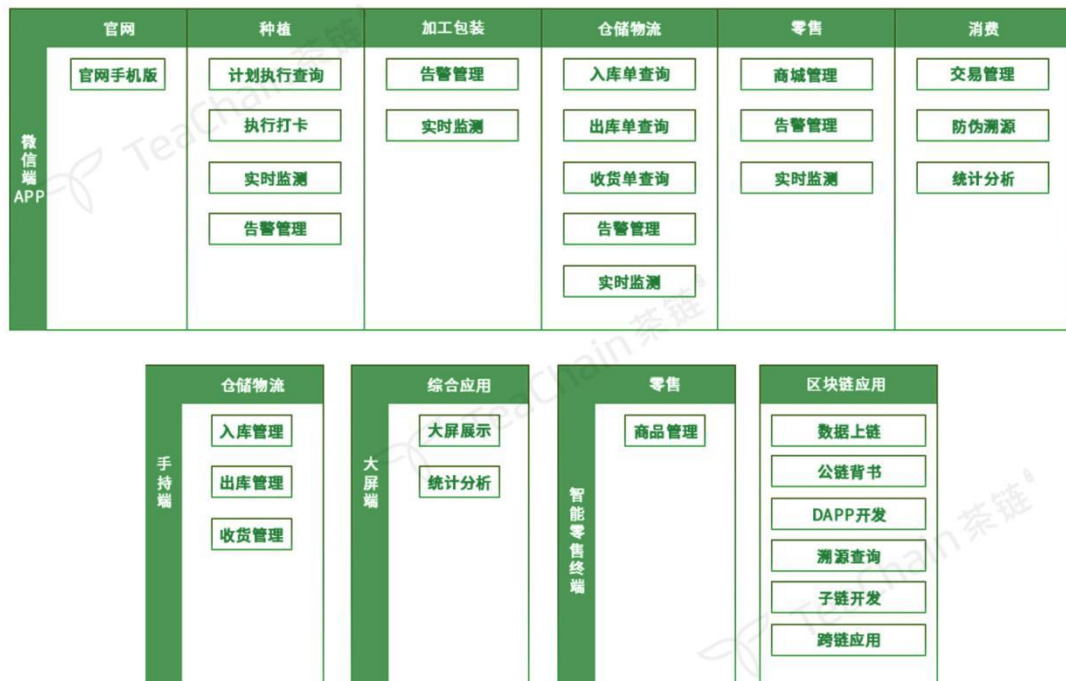 官网 种植 加工包装 仓储物流 零售 消费
微信端APP
官网手机版 计划执行查询 告警管理 入库单查询 商城管理 交易管理
执行打卡 实时监测 出库单查询 告警管理 防伪溯源
实时监测 收货单查询 实时监测 统计分析
告警管理 告警管理
实时监测
仓储物流 综合应用 零售 区块链应用
手持端
入库管理
出库管理
收货管理
大屏端
大屏展示
统计分析
智能零售终端
商品管理
数据上链
公链背书
DAPP开发
溯源查询
子链开发
跨链应用
TeaChain 茶链
TeaChain 茶链
TeaChain 茶链